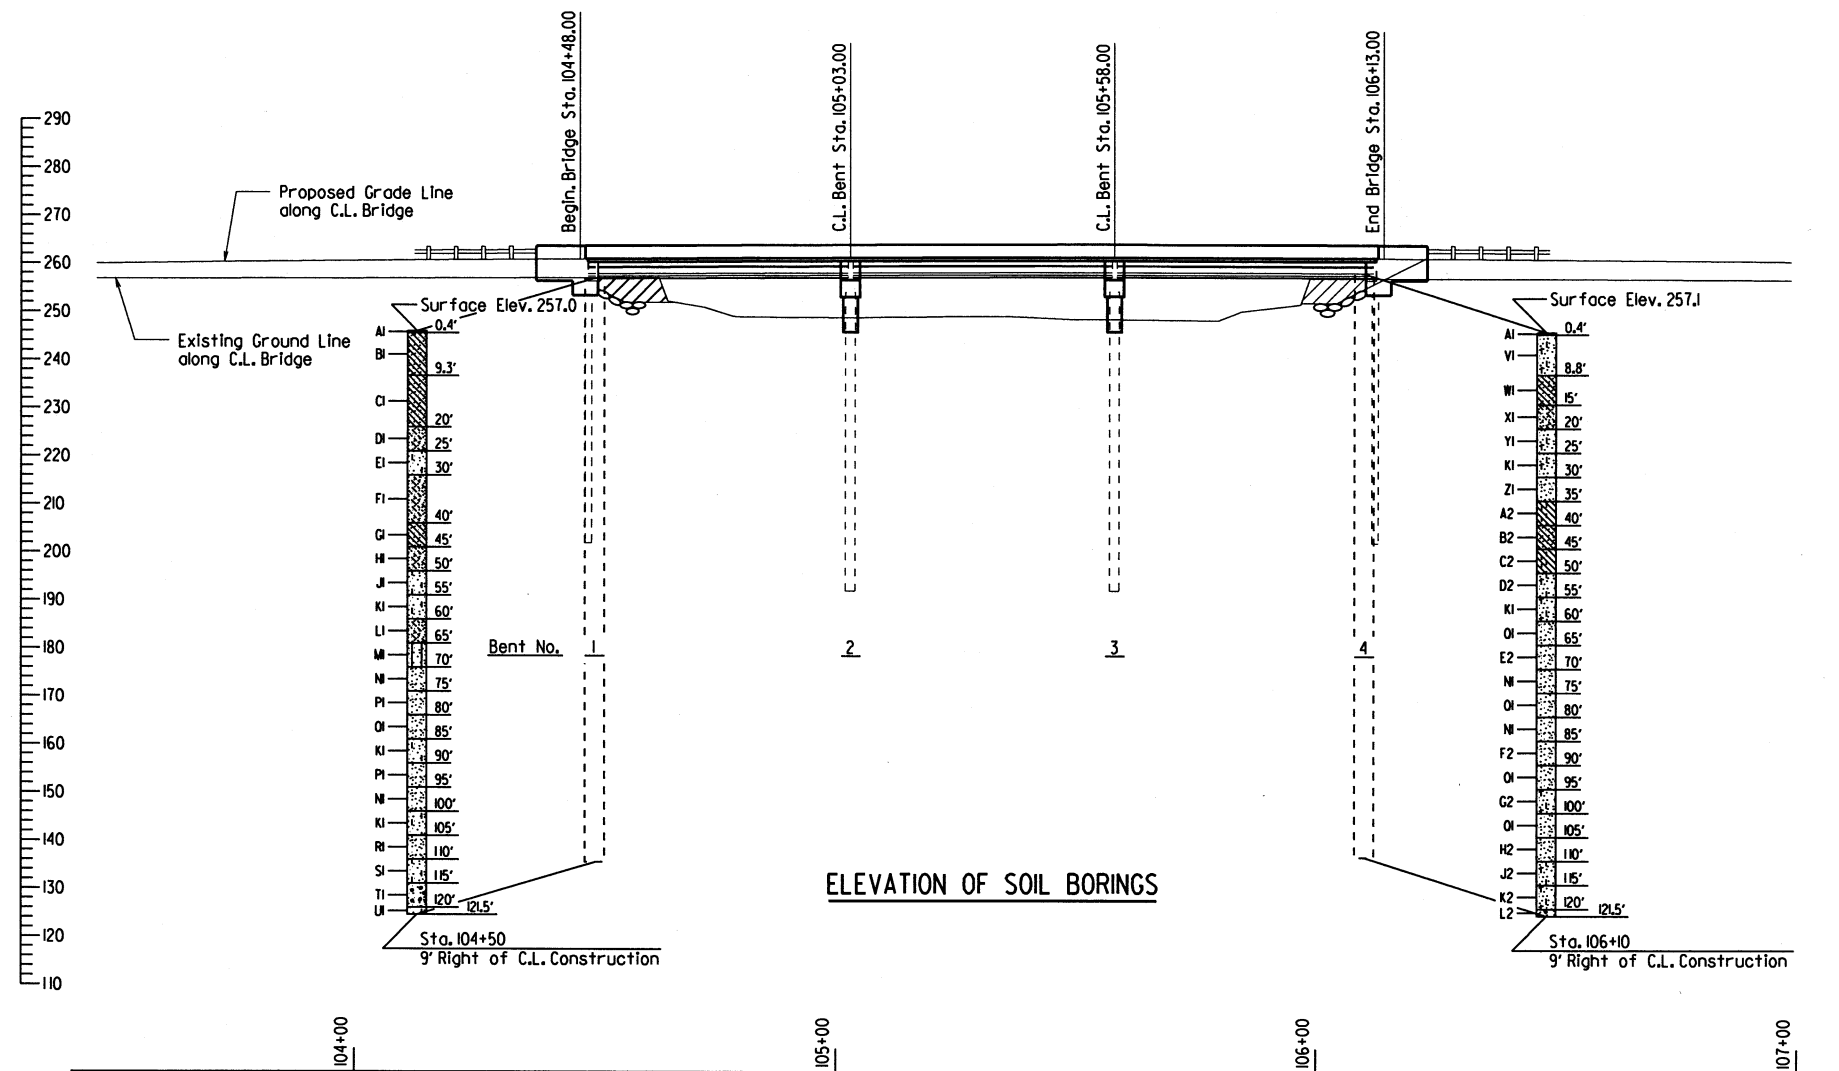 Begin. Bridge Sta. 104+48.00
C.L. Bent Sta. 105+03.00
C.L. Bent Sta. 105+58.00
End Bridge Sta. 106+13.00
290
280
270
260
250
240
230
220
210
200
190
180
170
160
150
140
130
120
110
Proposed Grade Line
along C.L. Bridge
Existing Ground Line
along C.L. Bridge
Surface Elev. 257.0
A1
0.4'
B1
9.3'
C1
20'
D1
25'
E1
30'
F1
40'
G1
45'
H1
50'
J1
55'
K1
60'
L1
65'
M1
70'
N1
75'
P1
80'
O1
85'
K1
90'
P1
95'
N1
100'
K1
105'
R1
110'
S1
115'
T1
120'
U1
121.5'
Sta. 104+50
9' Right of C.L. Construction
Bent No. 1 2 3 4
ELEVATION OF SOIL BORINGS
Surface Elev. 257.1
A1
0.4'
V1
8.8'
W1
15'
X1
20'
Y1
25'
K1
30'
Z1
35'
A2
40'
B2
45'
C2
50'
D2
55'
K1
60'
O1
65'
E2
70'
N1
75'
O1
80'
N1
85'
F2
90'
O1
95'
G2
100'
O1
105'
H2
110'
J2
115'
K2
120'
L2
121.5'
Sta. 106+10
9' Right of C.L. Construction
104+00
105+00
106+00
107+00